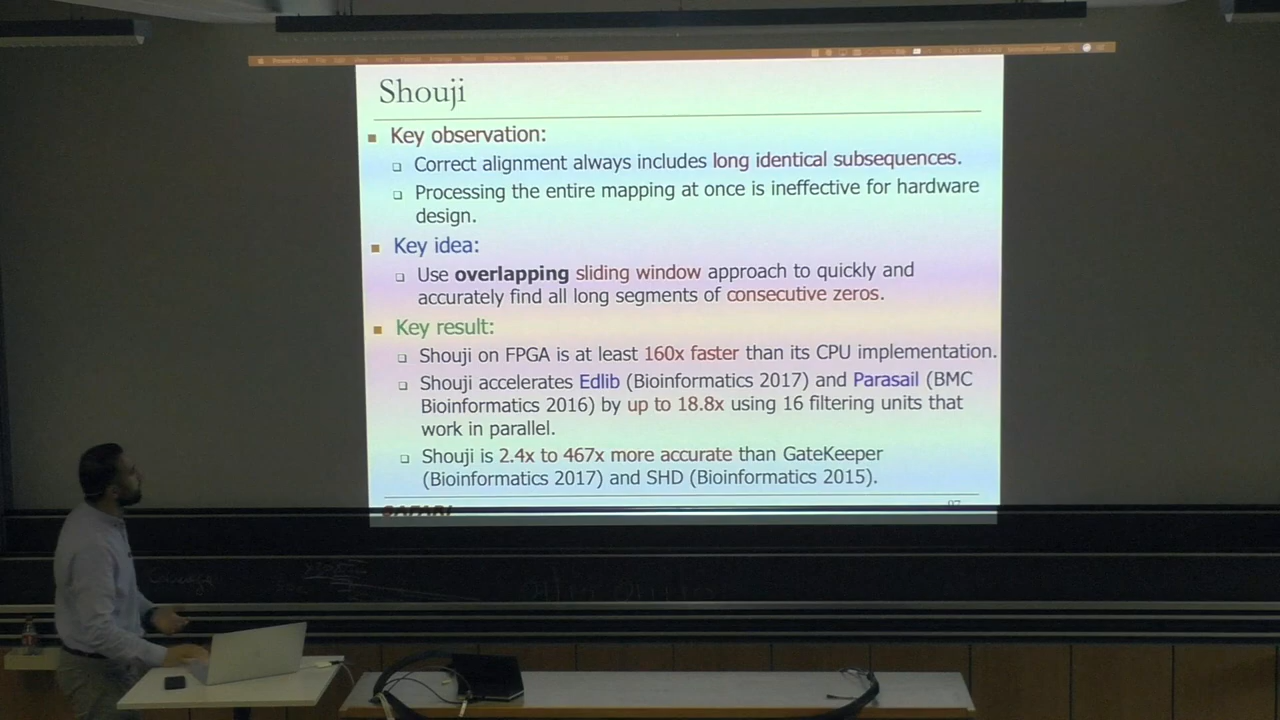 PowerPoint File
Shouji
Key observation:
Correct alignment always includes long identical subsequences.
Processing the entire mapping at once is ineffective for hardware
design.
Key idea:
Use overlapping sliding window approach to quickly and
accurately find all long segments of consecutive zeros.
Key result:
Shouji on FPGA is at least 160x faster than its CPU implementation.
Shouji accelerates Edlib (Bioinformatics 2017) and Parasail (BMC
Bioinformatics 2016) by up to 18.8x using 16 filtering units that
work in parallel.
Shouji is 2.4x to 467x more accurate than GateKeeper
(Bioinformatics 2017) and SHD (Bioinformatics 2015).
SAFARI
97